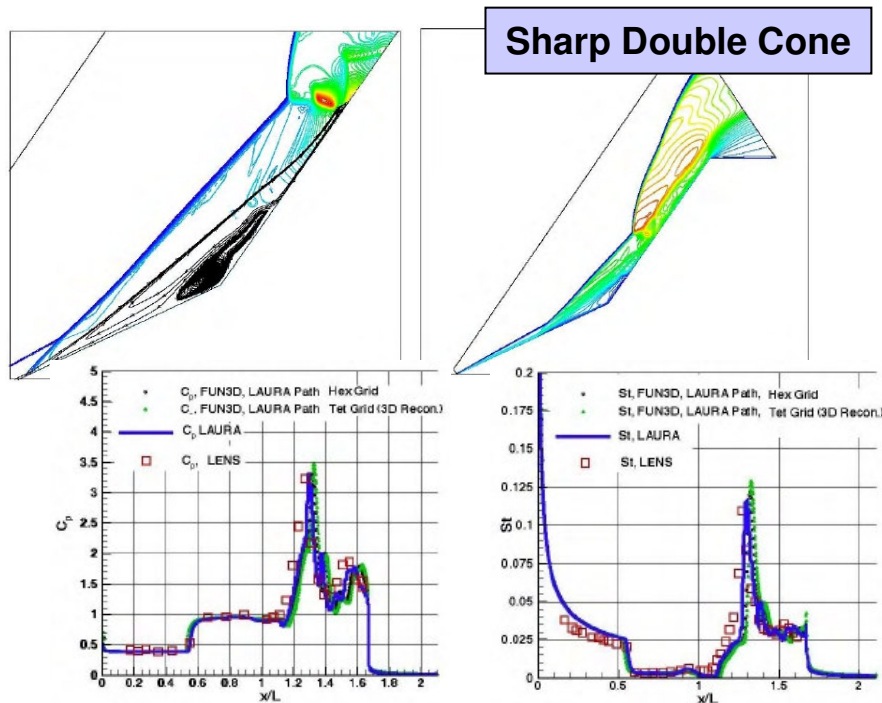 Sharp Double Cone
5
4.5
4
3.5
3
2.5
2
1.5
1
0.5
0
Cp
Cp, FUN3D, LAURA Path Hex Grid
C-, FUN3D, LAURA Path Tet Grid (3D Recon.)
Cp LAURA
Cp, LENS
0 0.2 0.4 0.6 0.8 1 1.2 1.4 1.6 1.8 2
x/L
0.2
0.175
0.15
0.125
0.1
0.075
0.05
0.025
0
St
St, FUN3D, LAURA Path, Hex Grid
St, FUN3D, LAURA Path, Tet Grid (3D Recon.)
St, LAURA
St, LENS
0 0.5 1 1.5 2
x/L